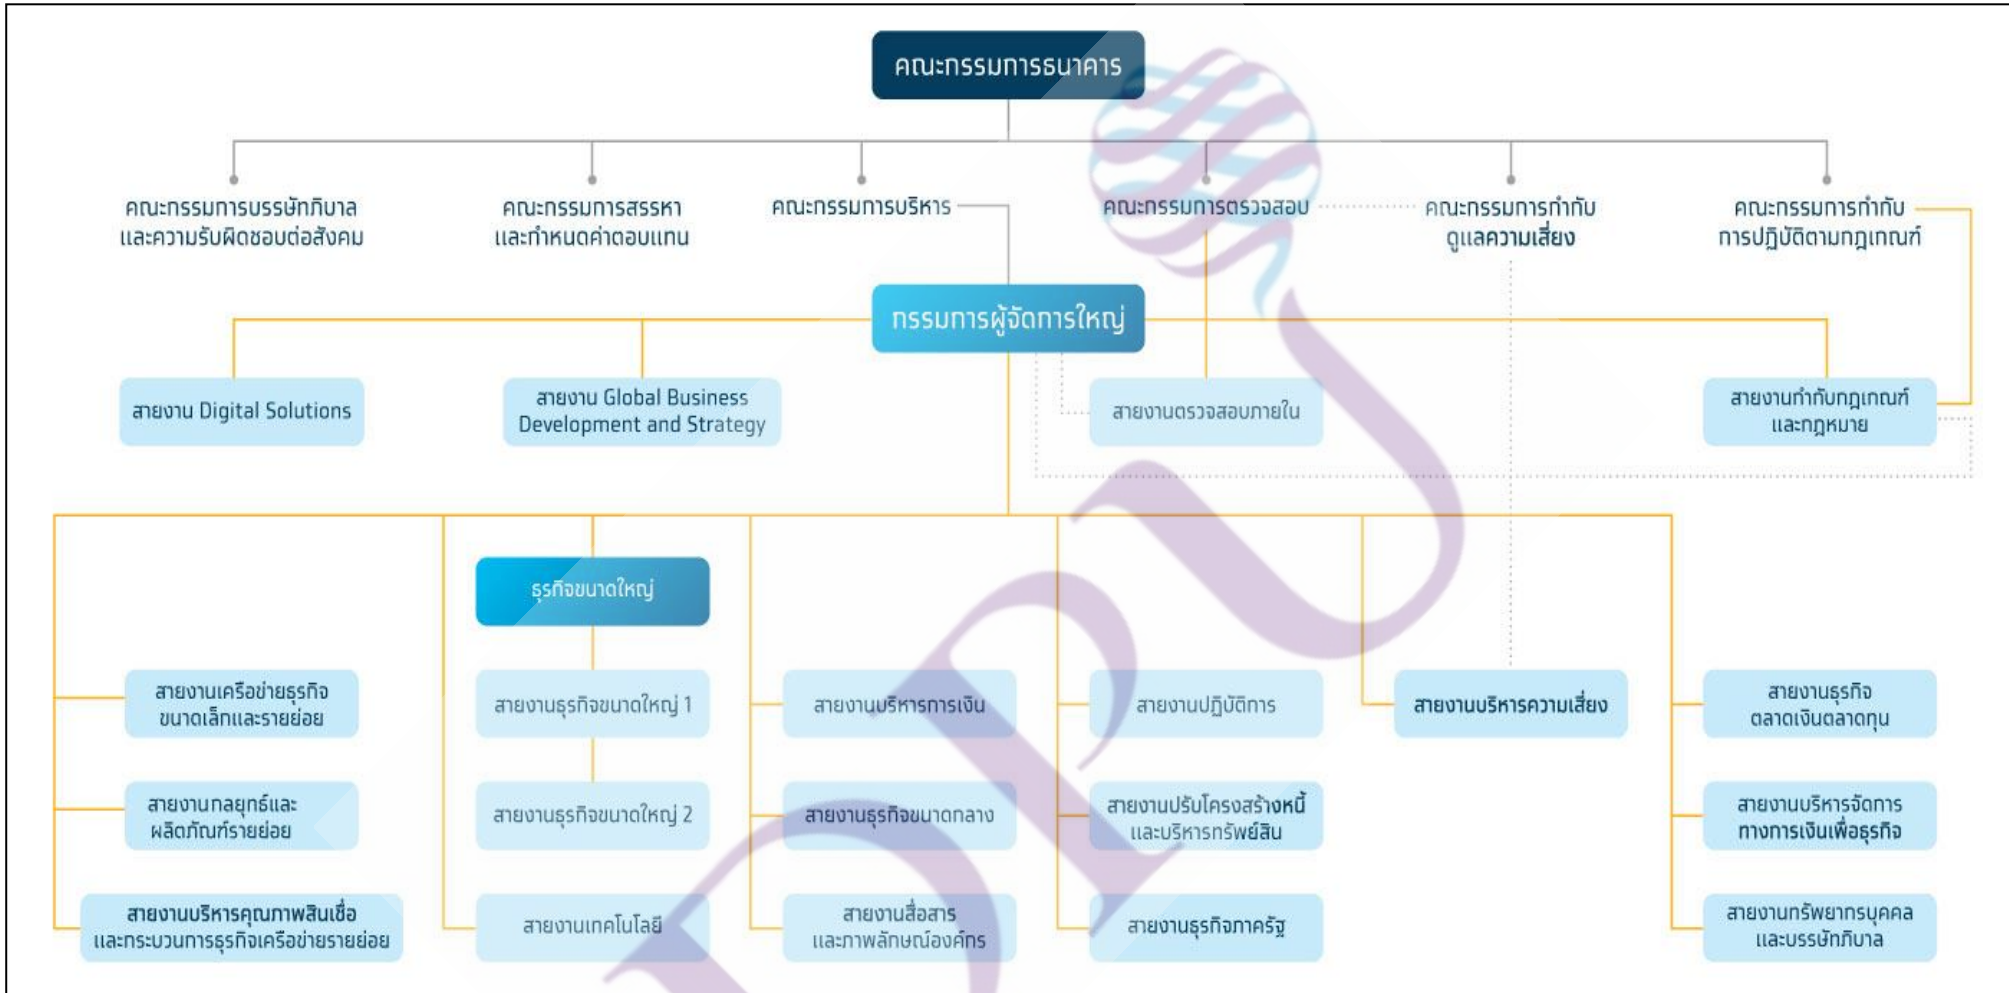 คณะกรรมการธนาคาร
คณะกรรมการบรรษัทภิบาล
และความรับผิดชอบต่อสังคม
คณะกรรมการสรรหา
และกำหนดค่าตอบแทน
คณะกรรมการบริหาร
คณะกรรมการตรวจสอบ
คณะกรรมการกำกับ
ดูแลความเสี่ยง
คณะกรรมการกำกับ
การปฏิบัติตามกฎเกณฑ์
กรรมการผู้จัดการใหญ่
สายงาน Digital Solutions
สายงาน Global Business
Development and Strategy
สายงานตรวจสอบภายใน
สายงานกำกับกฎเกณฑ์
และกฎหมาย
ธุรกิจขนาดใหญ่
สายงานเครือข่ายธุรกิจ
ขนาดเล็กและรายย่อย
สายงานธุรกิจขนาดใหญ่ 1
สายงานบริหารการเงิน
สายงานปฏิบัติการ
สายงานบริหารความเสี่ยง
สายงานธุรกิจ
ตลาดเงินตลาดทุน
สายงานกลยุทธ์และ
ผลิตภัณฑ์รายย่อย
สายงานธุรกิจขนาดใหญ่ 2
สายงานธุรกิจขนาดกลาง
สายงานปรับโครงสร้างหนี้
และบริหารทรัพย์สิน
สายงานบริหารจัดการ
ทางการเงินเพื่อธุรกิจ
สายงานบริหารคุณภาพสินเชื่อ
และกระบวนการธุรกิจเครือข่ายรายย่อย
สายงานเทคโนโลยี
สายงานสื่อสาร
และภาพลักษณ์องค์กร
สายงานธุรกิจภาครัฐ
สายงานทรัพยากรบุคคล
และบรรษัทภิบาล
DPU